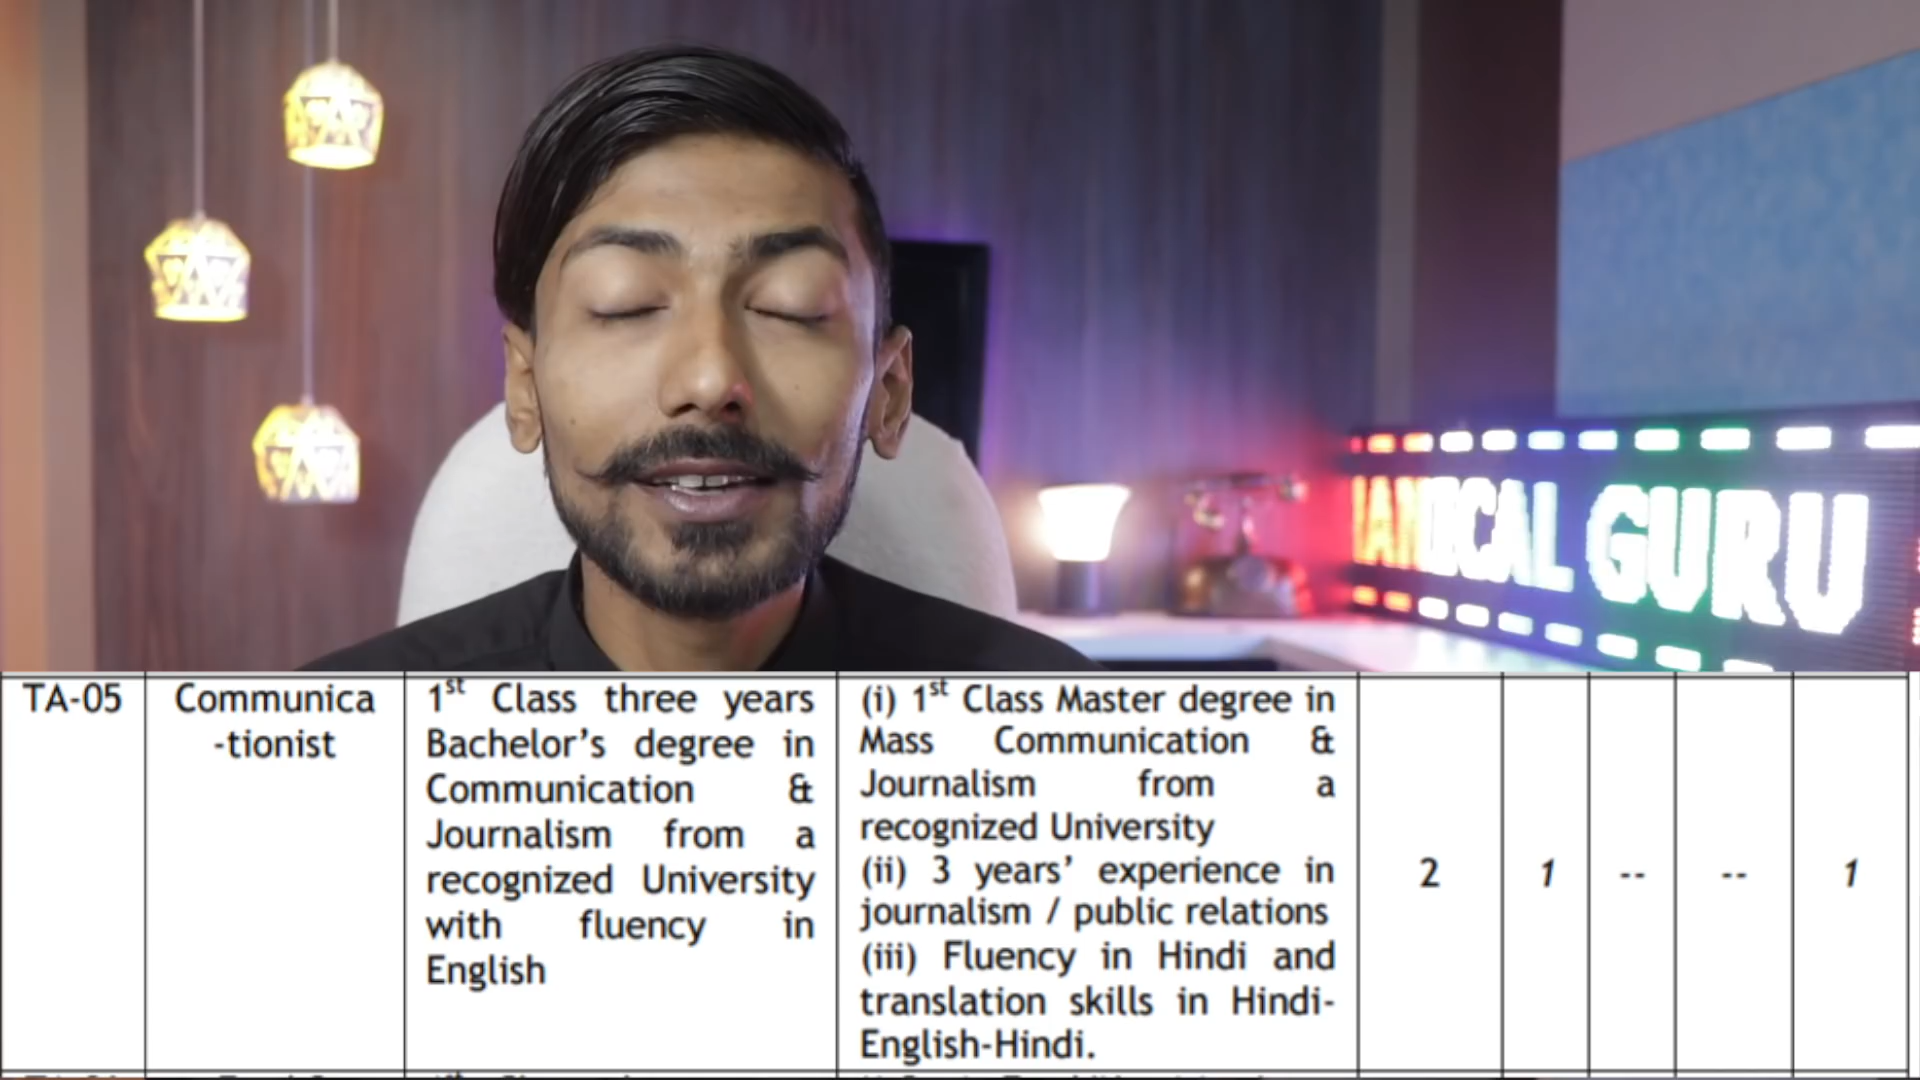 ICAL GURU
TA-05
Communica
-tionist
1st Class three years
Bachelor's degree in
Communication &
Journalism from a
recognized University
with fluency in
English
(i) 1st Class Master degree in
Mass Communication &
Journalism from a
recognized University
(ii) 3 years' experience in
journalism / public relations
(iii) Fluency in Hindi and
translation skills in Hindi-
English-Hindi.
2
1
--
--
1